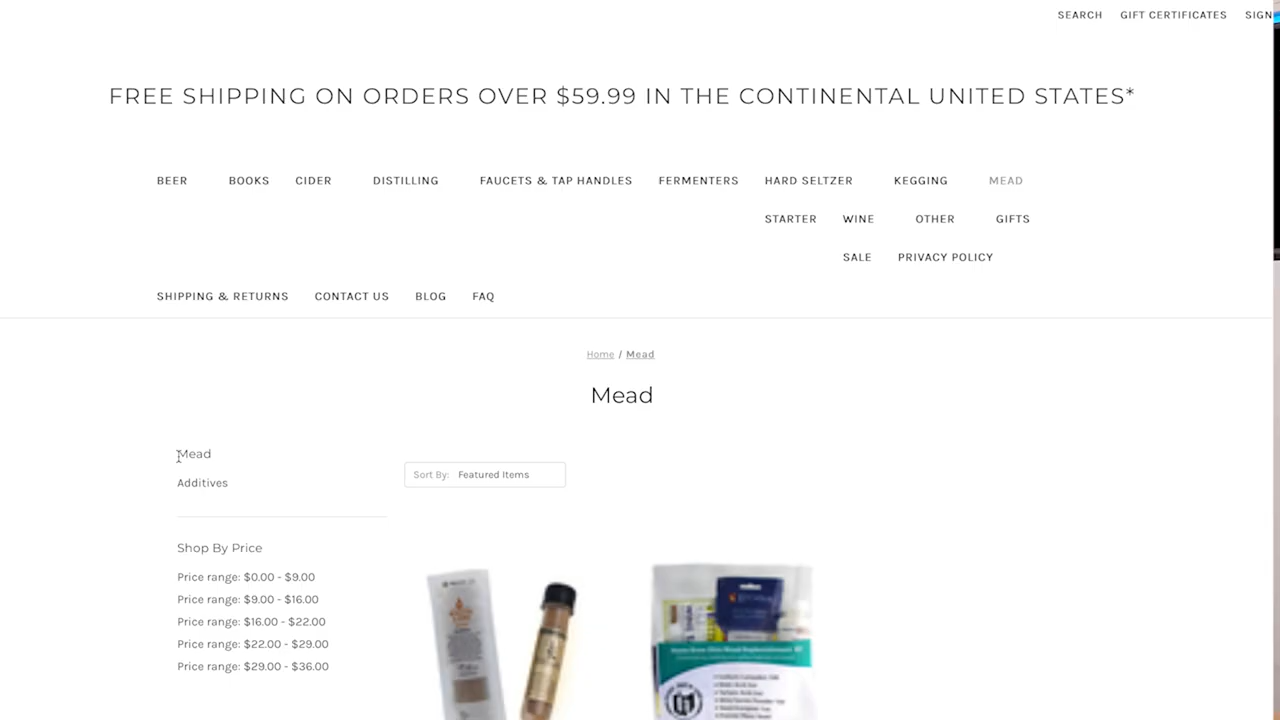 SEARCH GIFT CERTIFICATES SIGN
FREE SHIPPING ON ORDERS OVER $59.99 IN THE CONTINENTAL UNITED STATES*
BEER BOOKS CIDER DISTILLING FAUCETS & TAP HANDLES FERMENTERS HARD SELTZER KEGGING MEAD
STARTER WINE OTHER GIFTS
SALE PRIVACY POLICY
SHIPPING & RETURNS CONTACT US BLOG FAQ
Home / Mead
Mead
Mead
Additives
Sort By: Featured Items
Shop By Price
Price range: $0.00 - $9.00
Price range: $9.00 - $16.00
Price range: $16.00 - $22.00
Price range: $22.00 - $29.00
Price range: $29.00 - $36.00